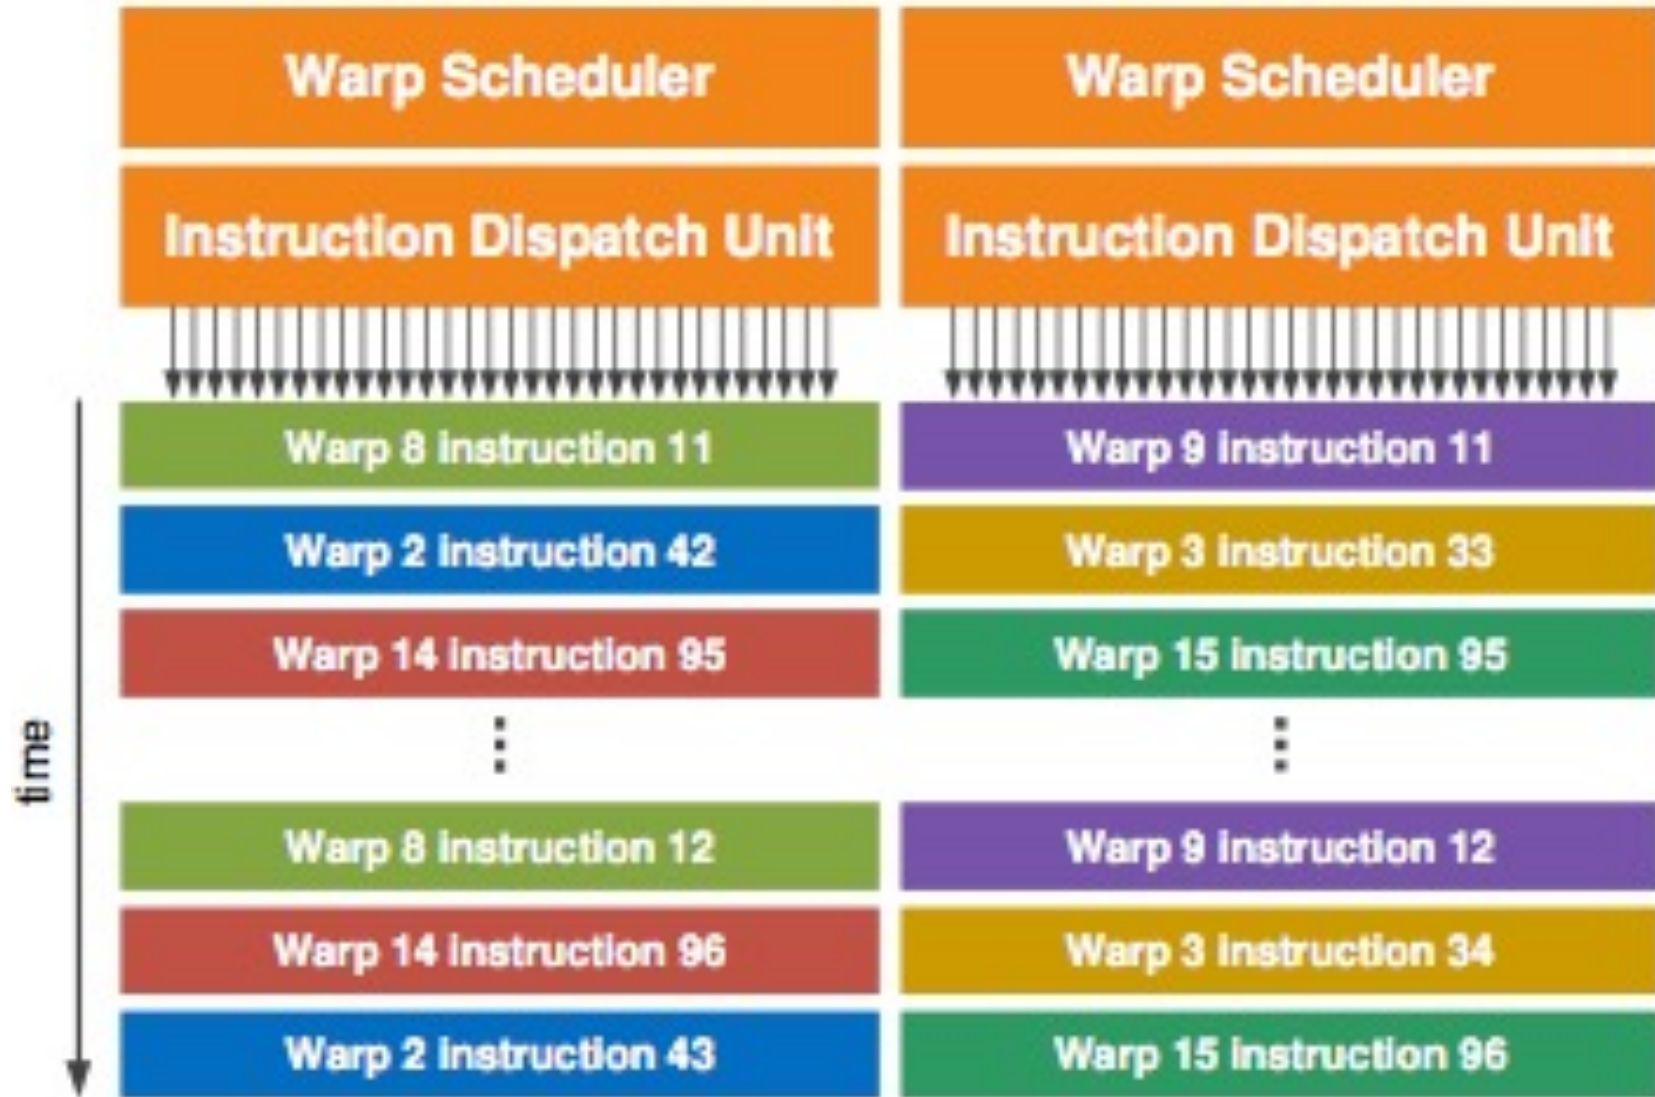 Warp Scheduler
Warp Scheduler
Instruction Dispatch Unit
Instruction Dispatch Unit
time
Warp 8 instruction 11
Warp 9 instruction 11
Warp 2 instruction 42
Warp 3 instruction 33
Warp 14 instruction 95
Warp 15 instruction 95
Warp 8 instruction 12
Warp 9 instruction 12
Warp 14 instruction 96
Warp 3 instruction 34
Warp 2 instruction 43
Warp 15 instruction 96